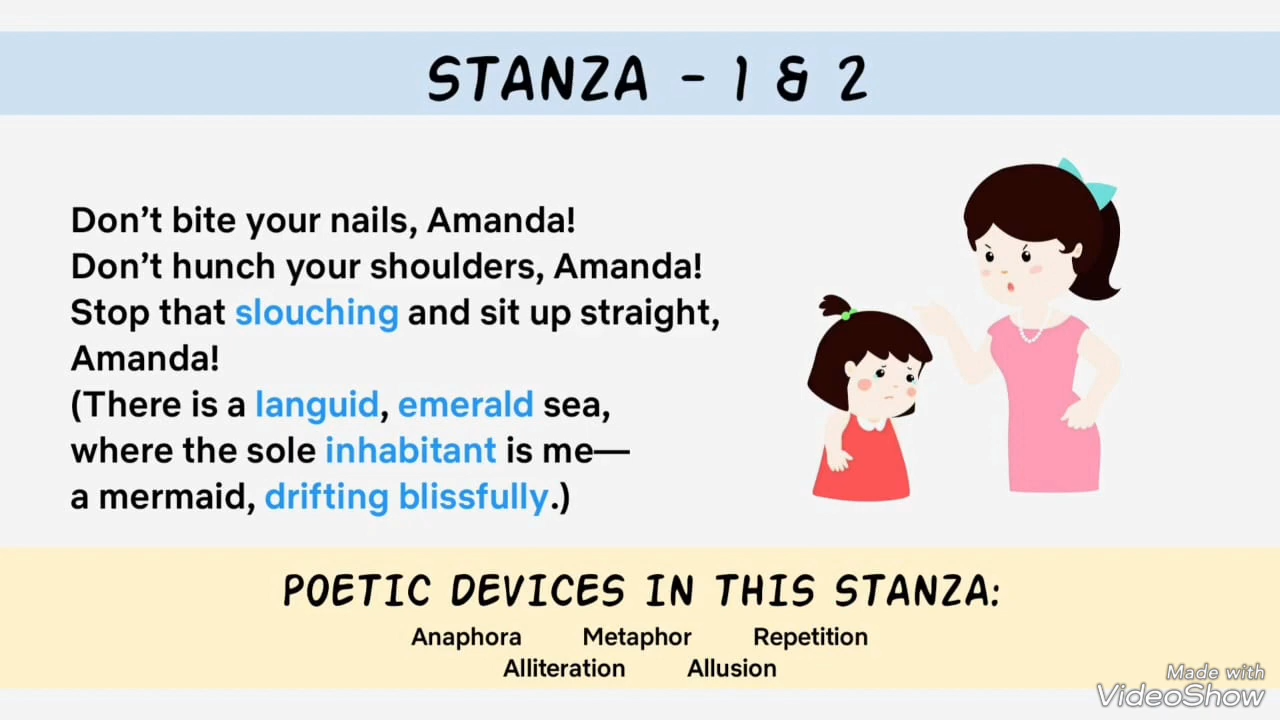 STANZA - 1 & 2
Don't bite your nails, Amanda!
Don't hunch your shoulders, Amanda!
Stop that slouching and sit up straight,
Amanda!
(There is a languid, emerald sea,
where the sole inhabitant is me—
a mermaid, drifting blissfully.)
POETIC DEVICES IN THIS STANZA:
Anaphora Metaphor Repetition
Alliteration Allusion
Made with
VideoShow